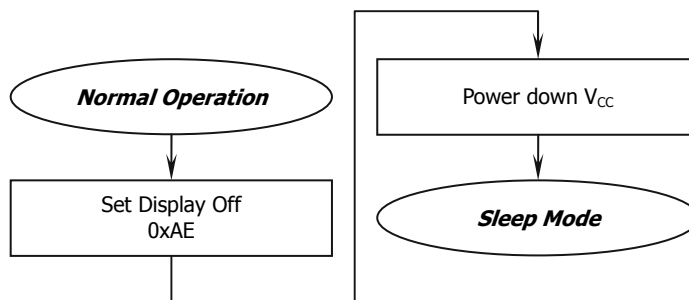 Normal Operation
Set Display Off
0xAE
Power down VCC
Sleep Mode